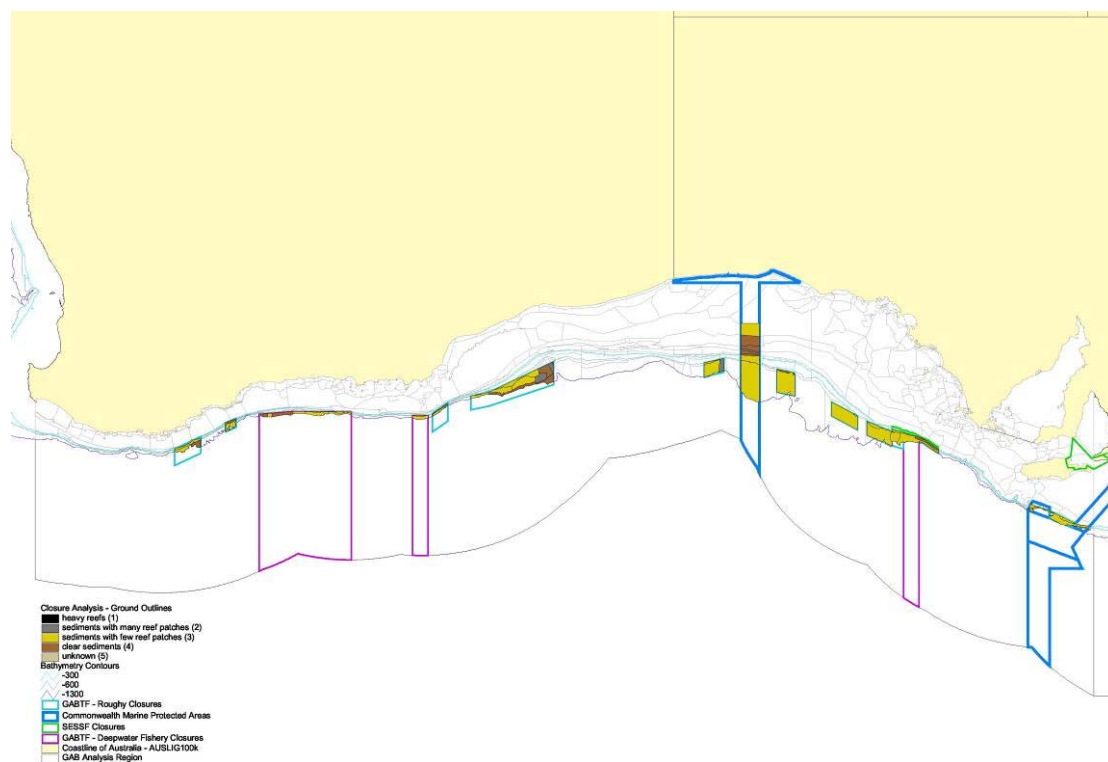 Closure Analysis - Ground Outlines
heavy reefs (1)
sediments with many reef patches (2)
sediments with few reef patches (3)
clear sediments (4)
unknown (5)
Bathymetry Contours
-300
-600
-1300
GABTF - Roughy Closures
Commonwealth Marine Protected Areas
SESSF Closures
GABTF - Deepwater Fishery Closures
Coastline of Australia - AUSLIG100k
GAB Analysis Region